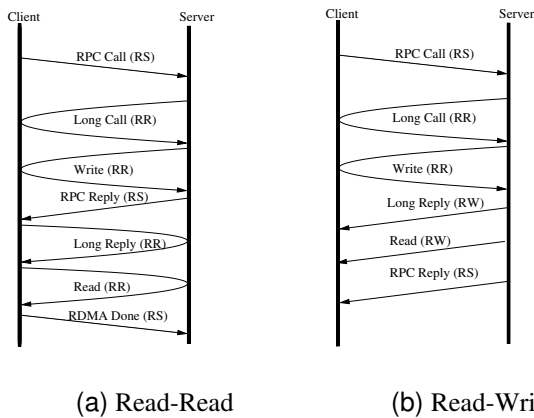 Client
Server
RPC Call (RS)
Long Call (RR)
Write (RR)
RPC Reply (RS)
Long Reply (RR)
Read (RR)
RDMA Done (RS)
(a) Read-Read
Client
Server
RPC Call (RS)
Long Call (RR)
Write (RR)
Long Reply (RW)
Read (RW)
RPC Reply (RS)
(b) Read-Wri